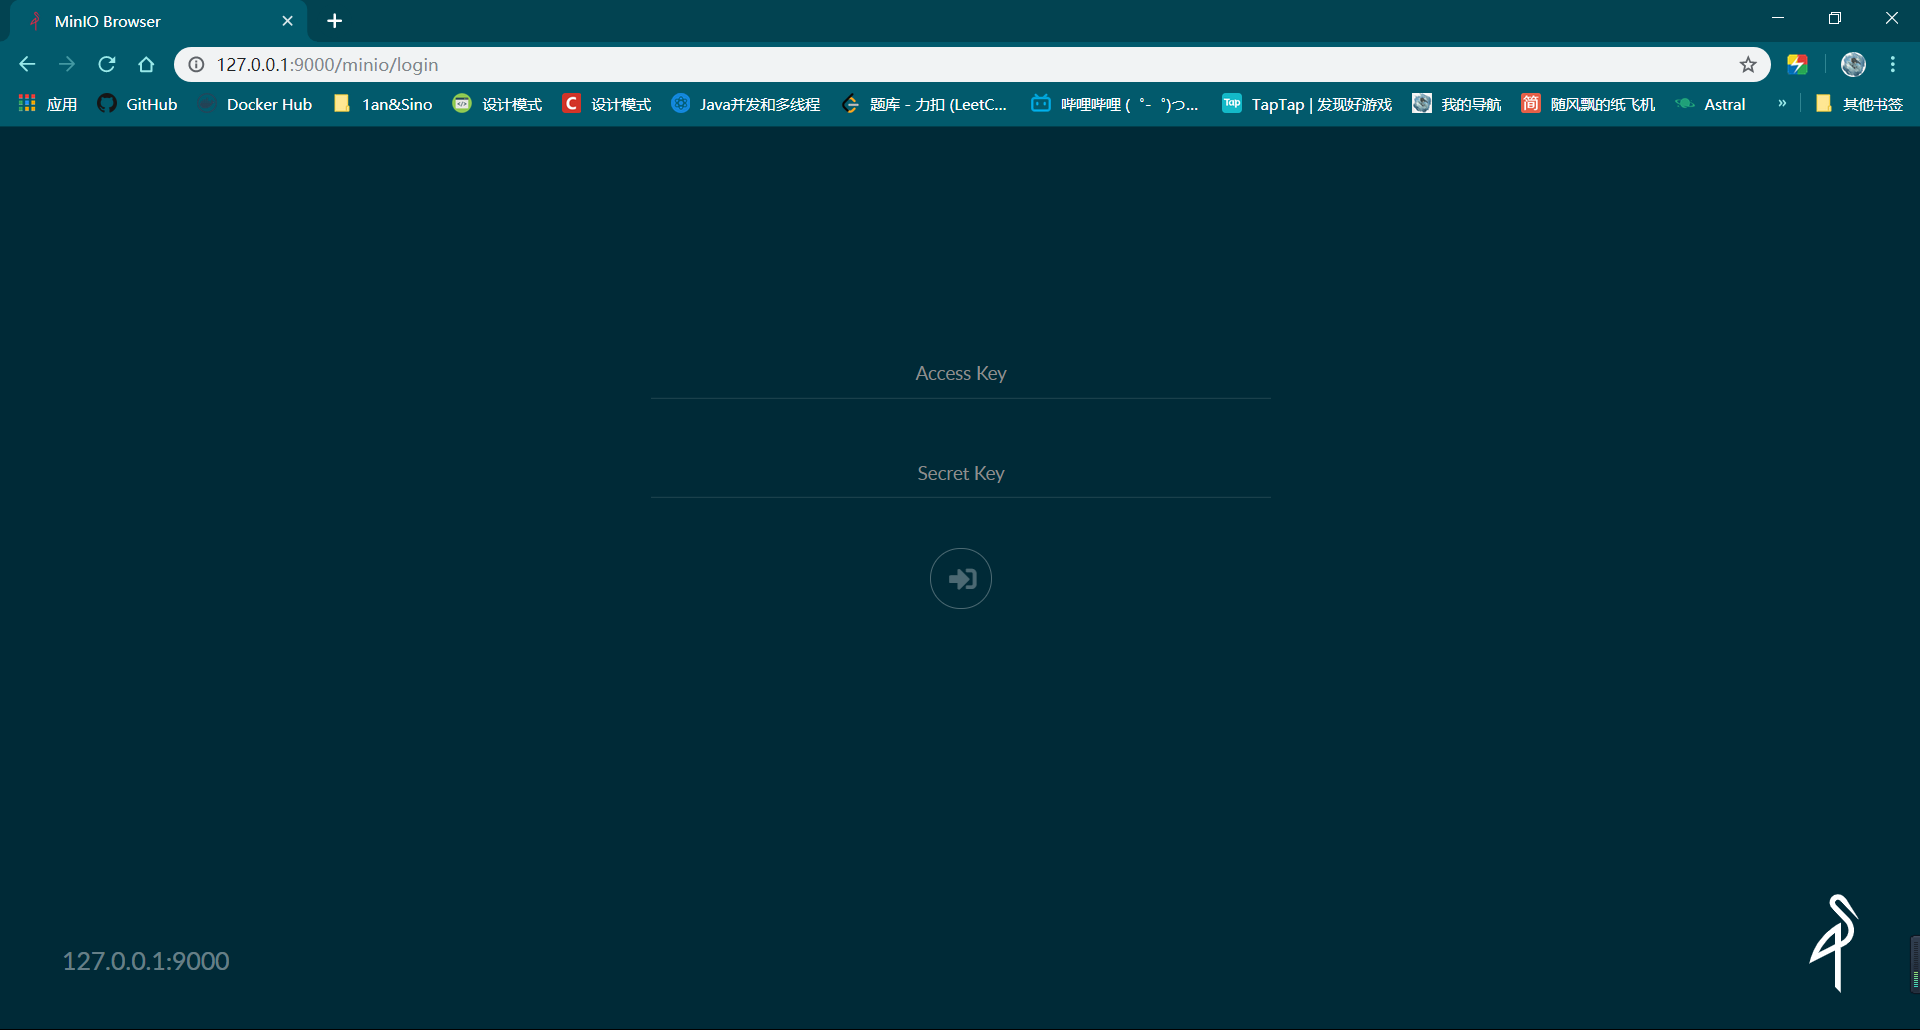 MinIO Browser
127.0.0.1:9000/minio/login
应用 GitHub Docker Hub 1an&Sino 设计模式 C 设计模式 Java并发和多线程 题库 - 力扣 (LeetC... 哔哩哔哩 (゜-゜)つ... Tap TapTap | 发现好游戏 我的导航 简 随风飘的纸飞机 Astral » 其他书签
Access Key
Secret Key
127.0.0.1:9000